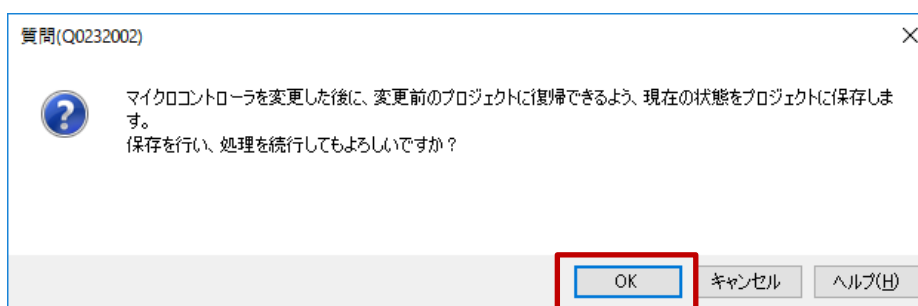 質問(Q0232002)
マイクロコントローラを変更した後に、変更前のプロジェクトに復帰できるよう、現在の状態をプロジェクトに保存しま
す。
保存を行い、処理を続行してもよろしいですか?
OK キャンセル ヘルプ(H)